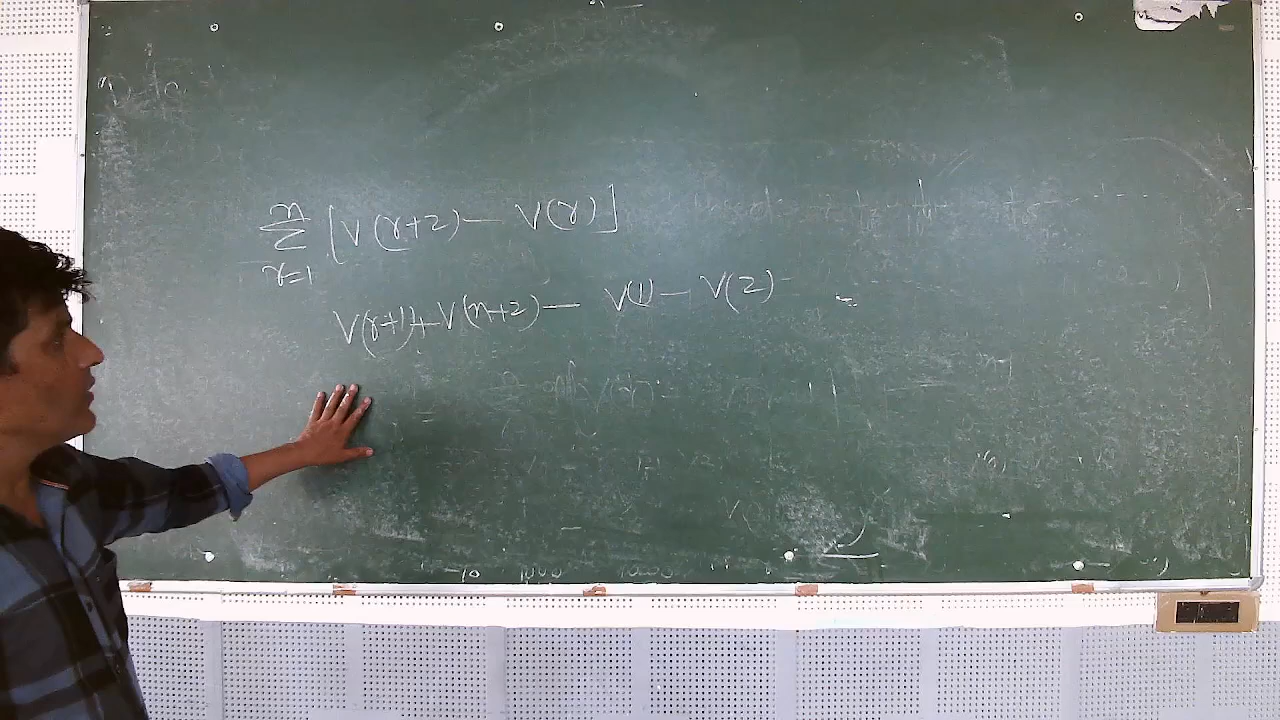 n
∑ [V(r+2) - V(r)]
r=1
V(r+1)+V(n+2) - V(1) - V(2)